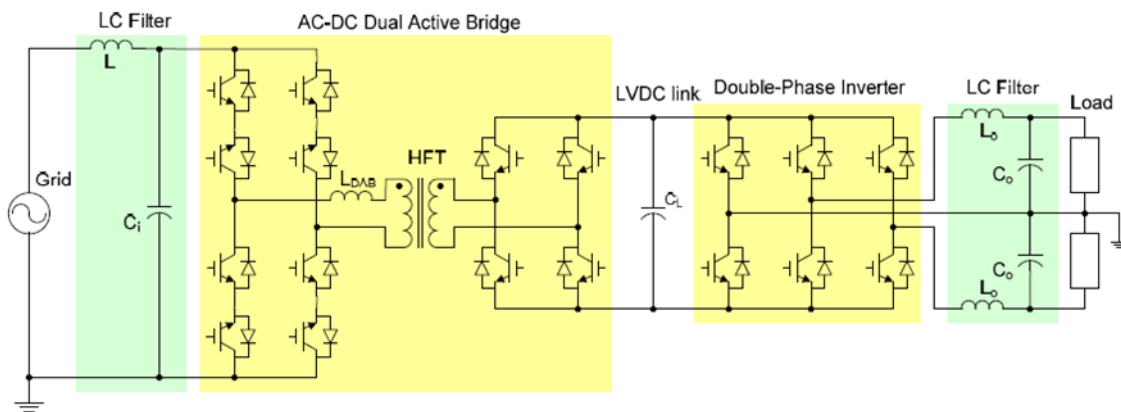 LC Filter
AC-DC Dual Active Bridge
LVDC link
Double-Phase Inverter
LC Filter
Load
L
Grid
Ci
LDAB
HFT
CL
Lo
Co
Co
Lo